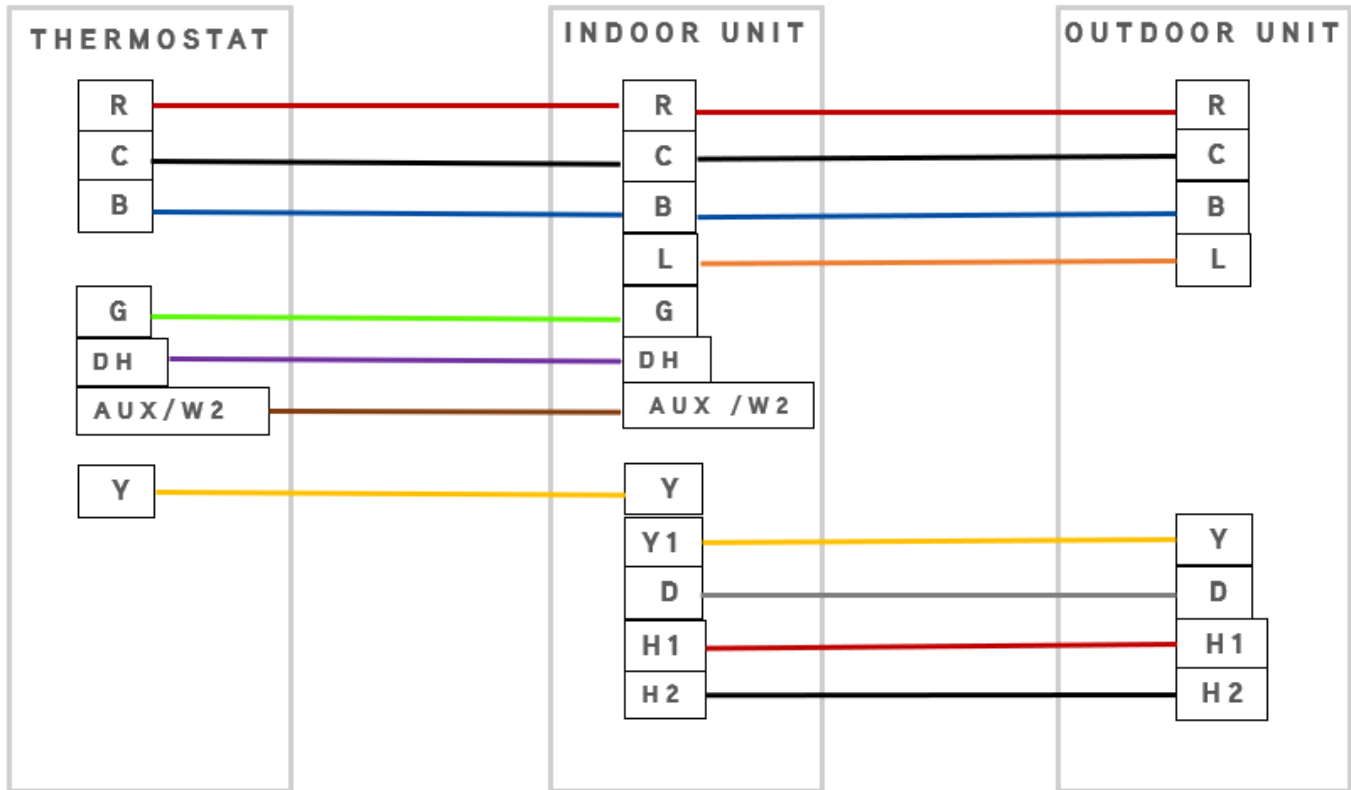 THERMOSTAT
R
C
B
G
DH
AUX/W2
Y
INDOOR UNIT
R
C
B
L
G
DH
AUX /W2
Y
Y1
D
H1
H2
OUTDOOR UNIT
R
C
B
L
Y
D
H1
H2